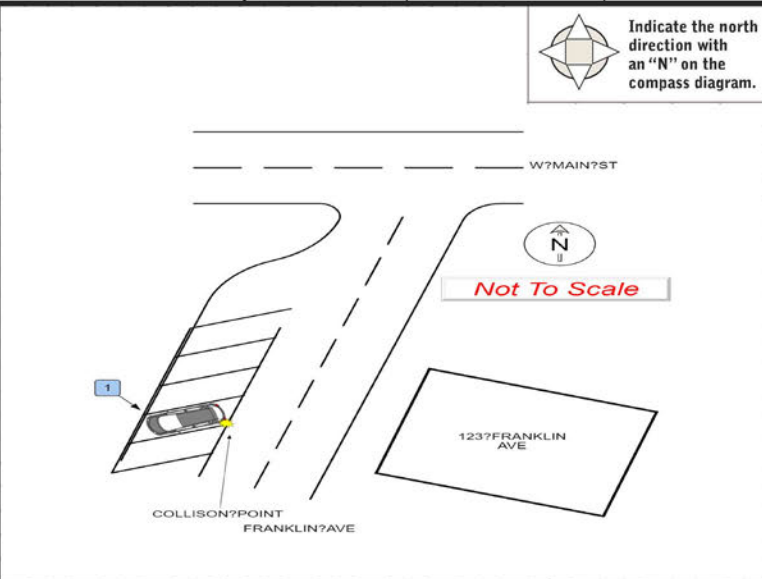 Indicate the north
direction with
an “N” on the
compass diagram.
W?MAIN?ST
N
Not To Scale
1
123?FRANKLIN
AVE
COLLISON?POINT
FRANKLIN?AVE